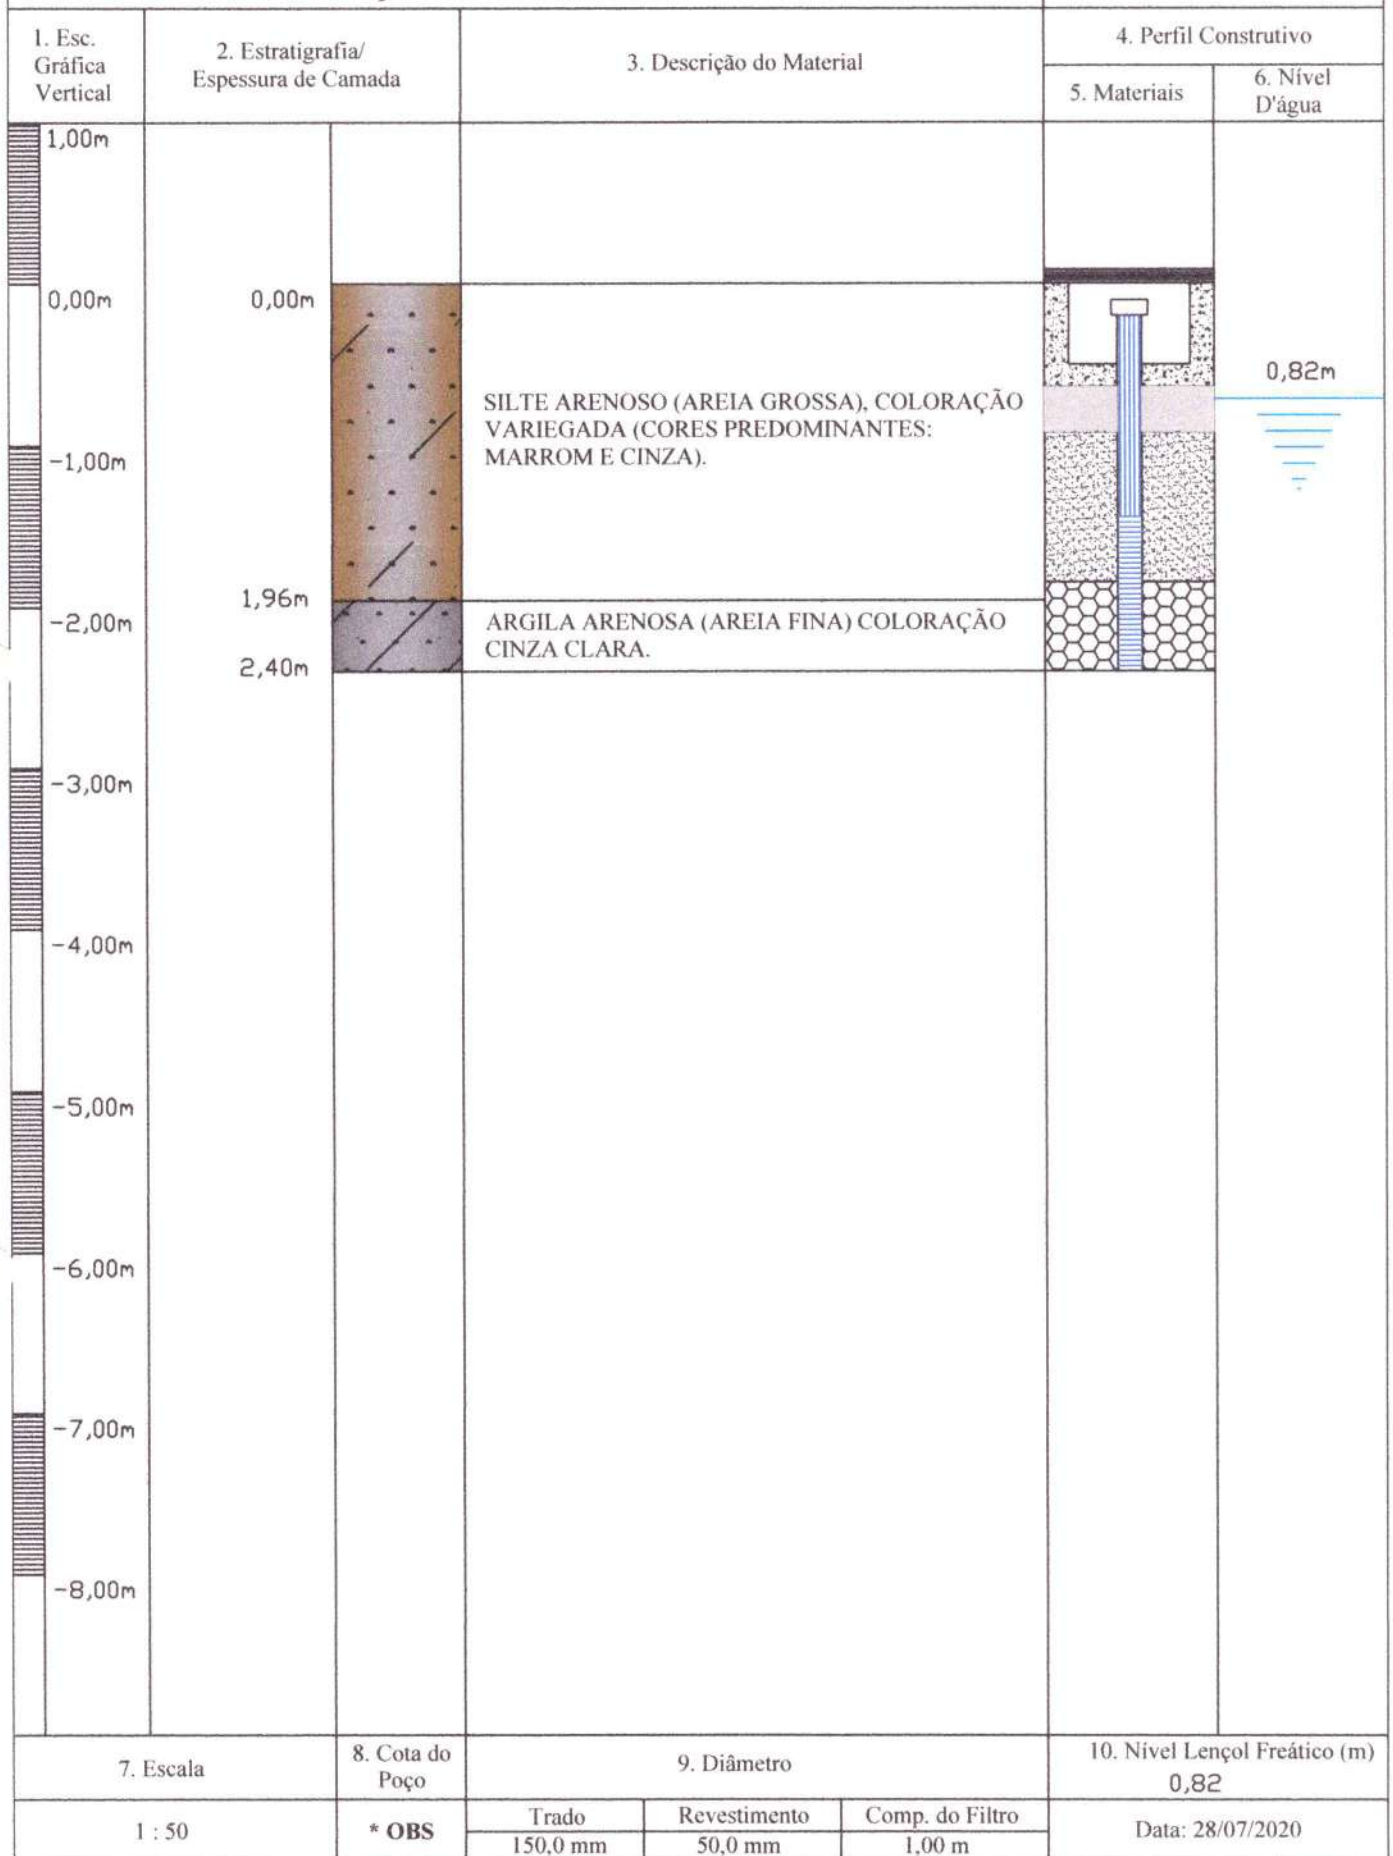 1. Esc.
Gráfica
Vertical
2. Estratigrafia/
Espessura de Camada
3. Descrição do Material
4. Perfil Construtivo
5. Materiais
6. Nível
D'água
1,00m
0,00m
0,00m
0,82m
SILTE ARENOSO (AREIA GROSSA), COLORAÇÃO
VARIEGADA (CORES PREDOMINANTES:
MARROM E CINZA).
-1,00m
1,96m
-2,00m
ARGILA ARENOSA (AREIA FINA) COLORAÇÃO
CINZA CLARA.
2,40m
-3,00m
-4,00m
-5,00m
-6,00m
-7,00m
-8,00m
7. Escala
8. Cota do
Poço
9. Diâmetro
10. Nível Lençol Freático (m)
0,82
1 : 50
* OBS
Trado
Revestimento
Comp. do Filtro
150,0 mm
50,0 mm
1,00 m
Data: 28/07/2020